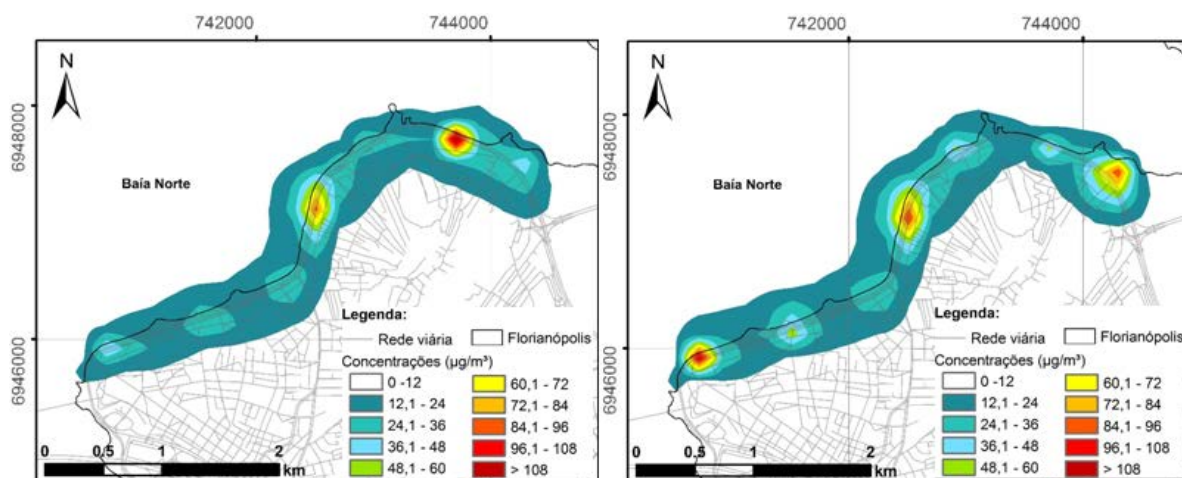 742000
744000
N
6948000
6946000
Baía Norte
Legenda:
Rede viária
Florianópolis
Concentrações (µg/m³)
0 -12
60,1 - 72
12,1 - 24
72,1 - 84
24,1 - 36
84,1 - 96
36,1 - 48
96,1 - 108
48,1 - 60
> 108
0
0,5
1
2
km
742000
744000
N
6948000
6946000
Baía Norte
Legenda:
Rede viária
Florianópolis
Concentrações (µg/m³)
0 -12
60,1 - 72
12,1 - 24
72,1 - 84
24,1 - 36
84,1 - 96
36,1 - 48
96,1 - 108
48,1 - 60
> 108
0
0,5
1
2
km